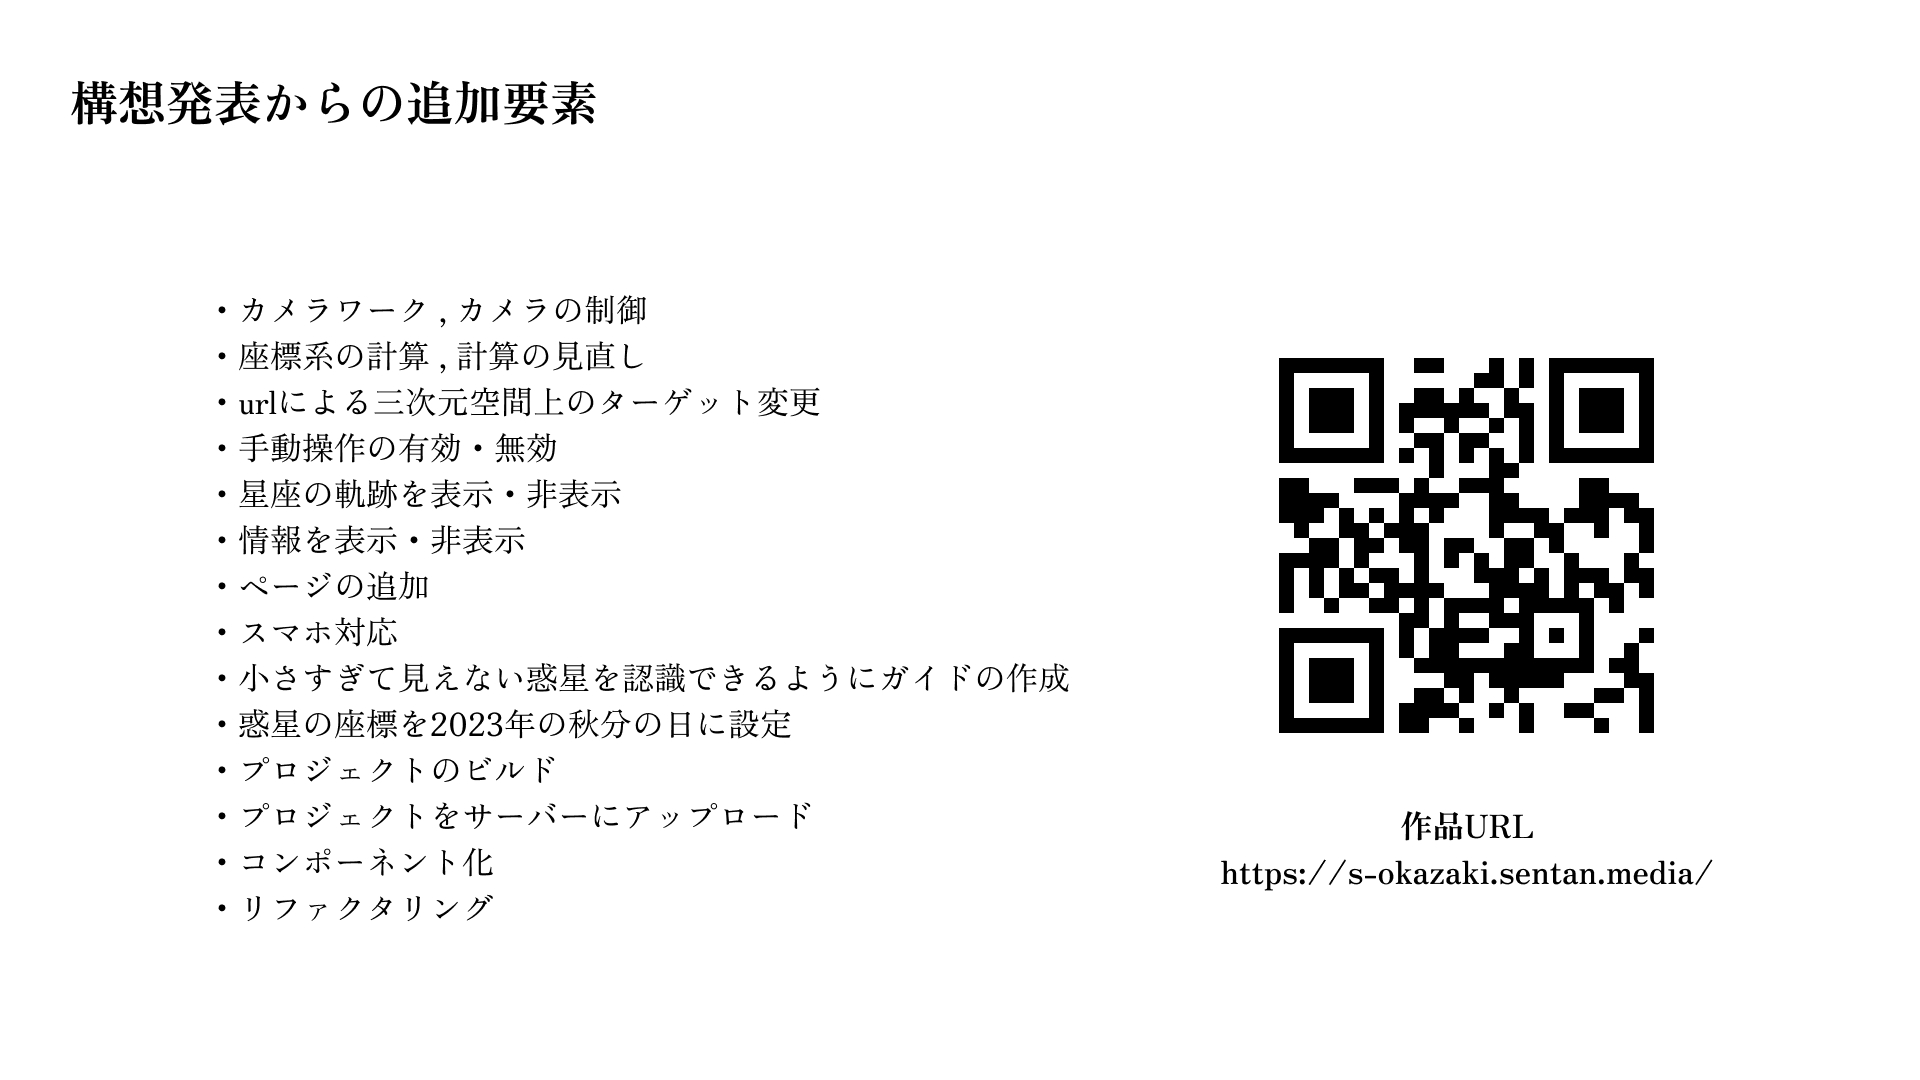 構想発表からの追加要素
・カメラワーク , カメラの制御
・座標系の計算 , 計算の見直し
・urlによる三次元空間上のターゲット変更
・手動操作の有効・無効
・星座の軌跡を表示・非表示
・情報を表示・非表示
・ページの追加
・スマホ対応
・小さすぎて見えない惑星を認識できるようにガイドの作成
・惑星の座標を2023年の秋分の日に設定
・プロジェクトのビルド
・プロジェクトをサーバーにアップロード
・コンポーネント化
・リファクタリング
作品URL
https://s-okazaki.sentan.media/